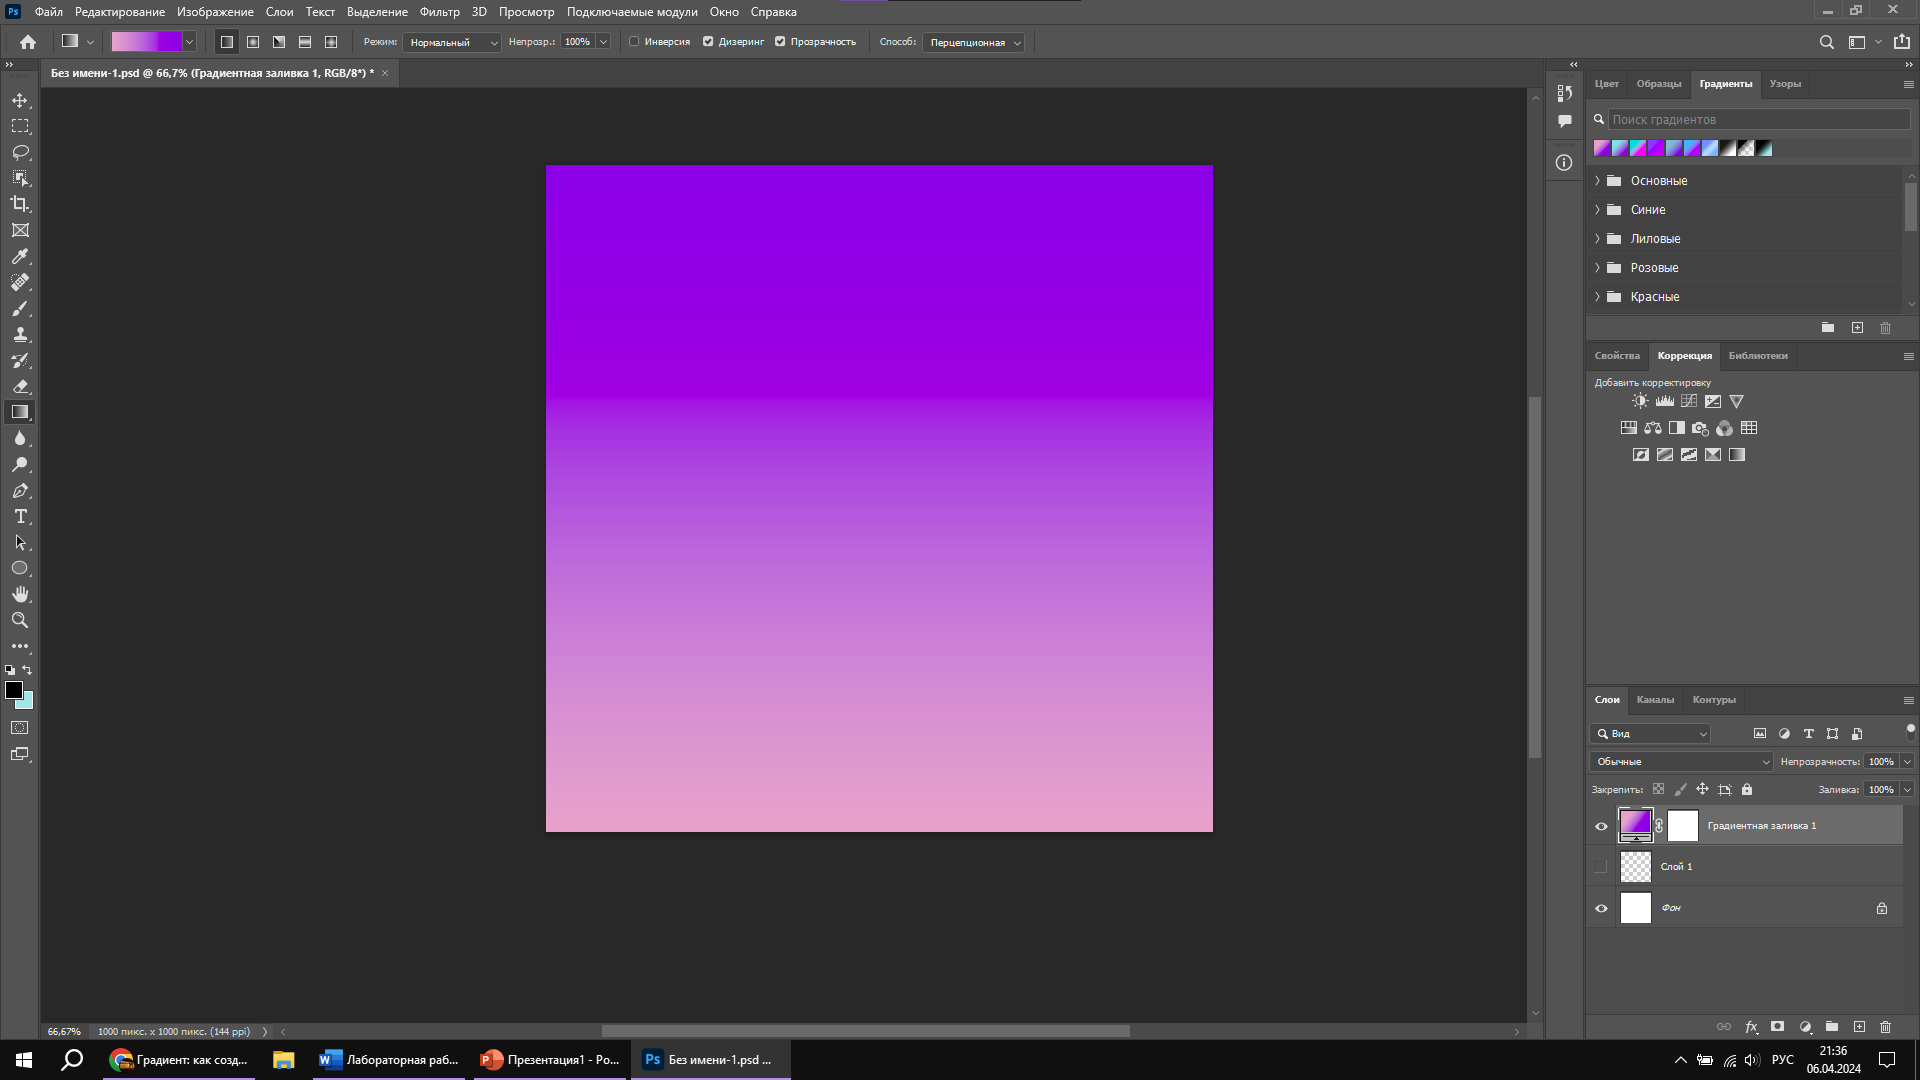 Ps Файл Редактирование Изображение Слои Текст Выделение Фильтр 3D Просмотр Подключаемые модули Окно Справка
Режим: Нормальный Непрозр.: 100% Инверсия Дизеринг Прозрачность Способ: Перцепционная
Без имени-1.psd @ 66,7% (Градиентная заливка 1, RGB/8*) *
Цвет Образцы Градиенты Узоры
Поиск градиентов
Основные
Синие
Лиловые
Розовые
Красные
Свойства Коррекция Библиотеки
Добавить корректировку
Слои Каналы Контуры
Вид
Обычные Непрозрачность: 100%
Закрепить: Заливка: 100%
Градиентная заливка 1
Слой 1
Фон
66,67% 1000 пикс. x 1000 пикс. (144 ppi)
Градиент: как созд... Лабораторная раб... Презентация1 - Po... Ps Без имени-1.psd ...
РУС
21:36
06.04.2024